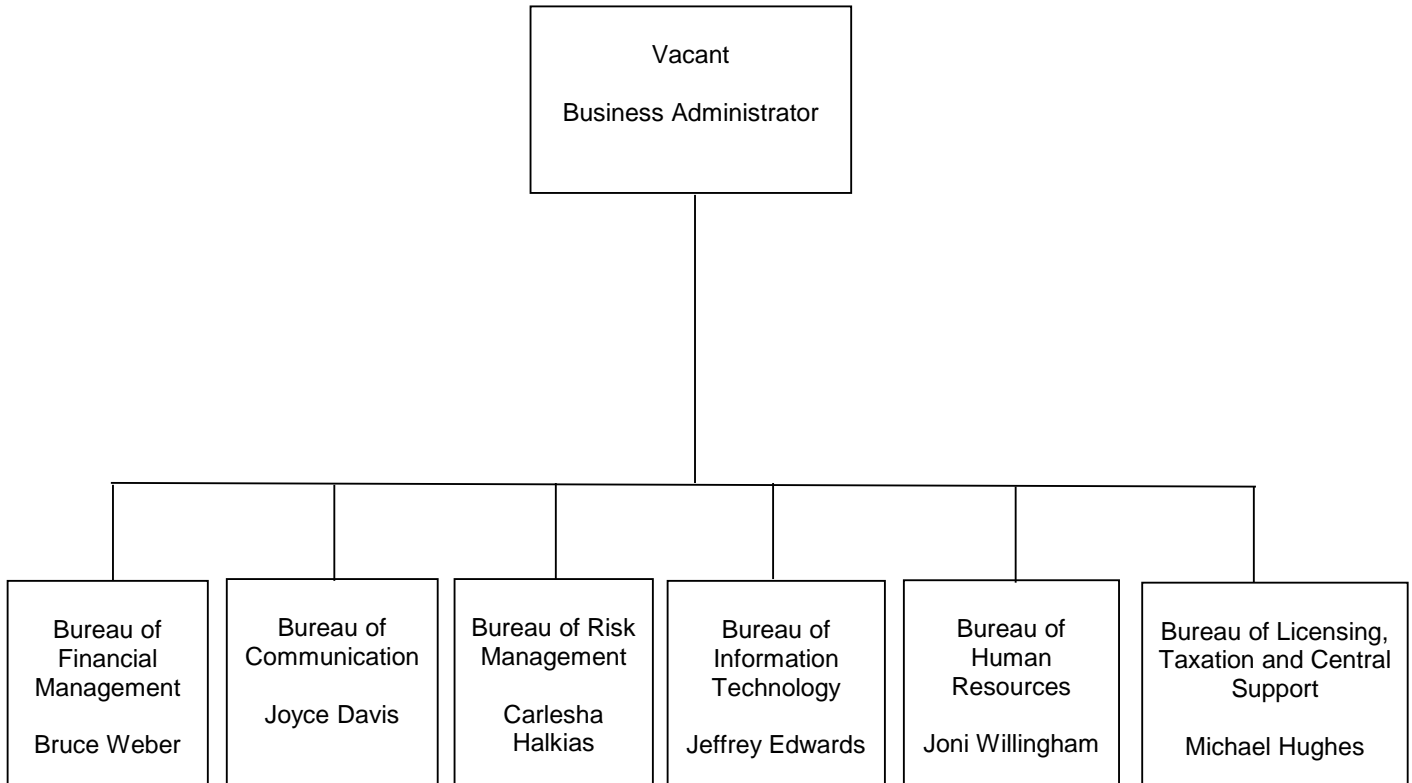 Vacant
Business Administrator
Bureau of
Financial
Management
Bruce Weber
Bureau of
Communication
Joyce Davis
Bureau of Risk
Management
Carlesha
Halkias
Bureau of
Information
Technology
Jeffrey Edwards
Bureau of
Human
Resources
Joni Willingham
Bureau of Licensing,
Taxation and Central
Support
Michael Hughes